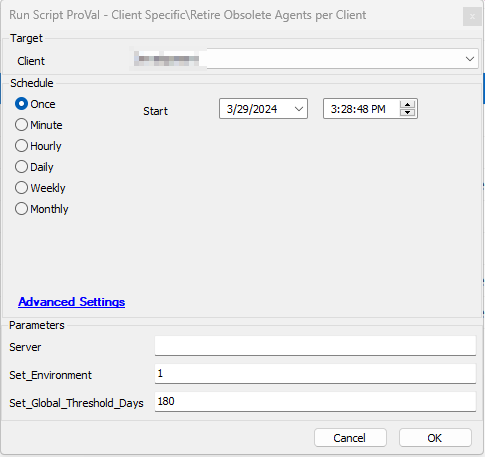 Run Script ProVal - Client Specific\Retire Obsolete Agents per Client
Target
Client
Schedule
Once
Start
3/29/2024
3:28:48 PM
Minute
Hourly
Daily
Weekly
Monthly
Advanced Settings
Parameters
Server
Set_Environment
1
Set_Global_Threshold_Days
180
Cancel
OK